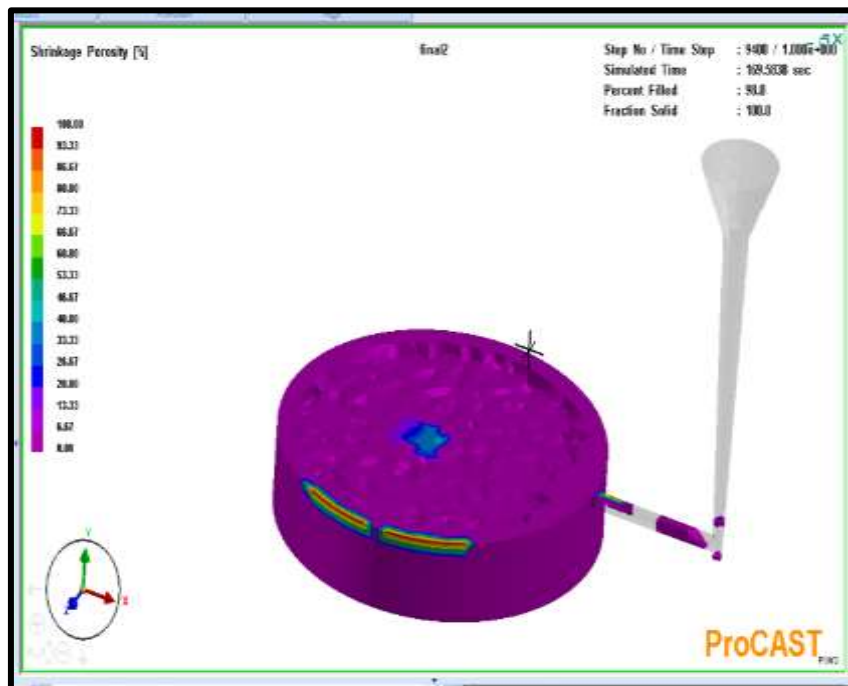 Shrinkage Porosity [%]
final2
Step No / Time Step : 9400 / 1.000e+000
Simulated Time : 169.5830 sec
Percent Filled : 98.8
Fraction Solid : 100.0
100.00
93.33
86.67
80.00
73.33
66.67
60.00
53.33
46.67
40.00
33.33
26.67
20.00
13.33
6.67
0.00
Y
X
Z
ProCAST